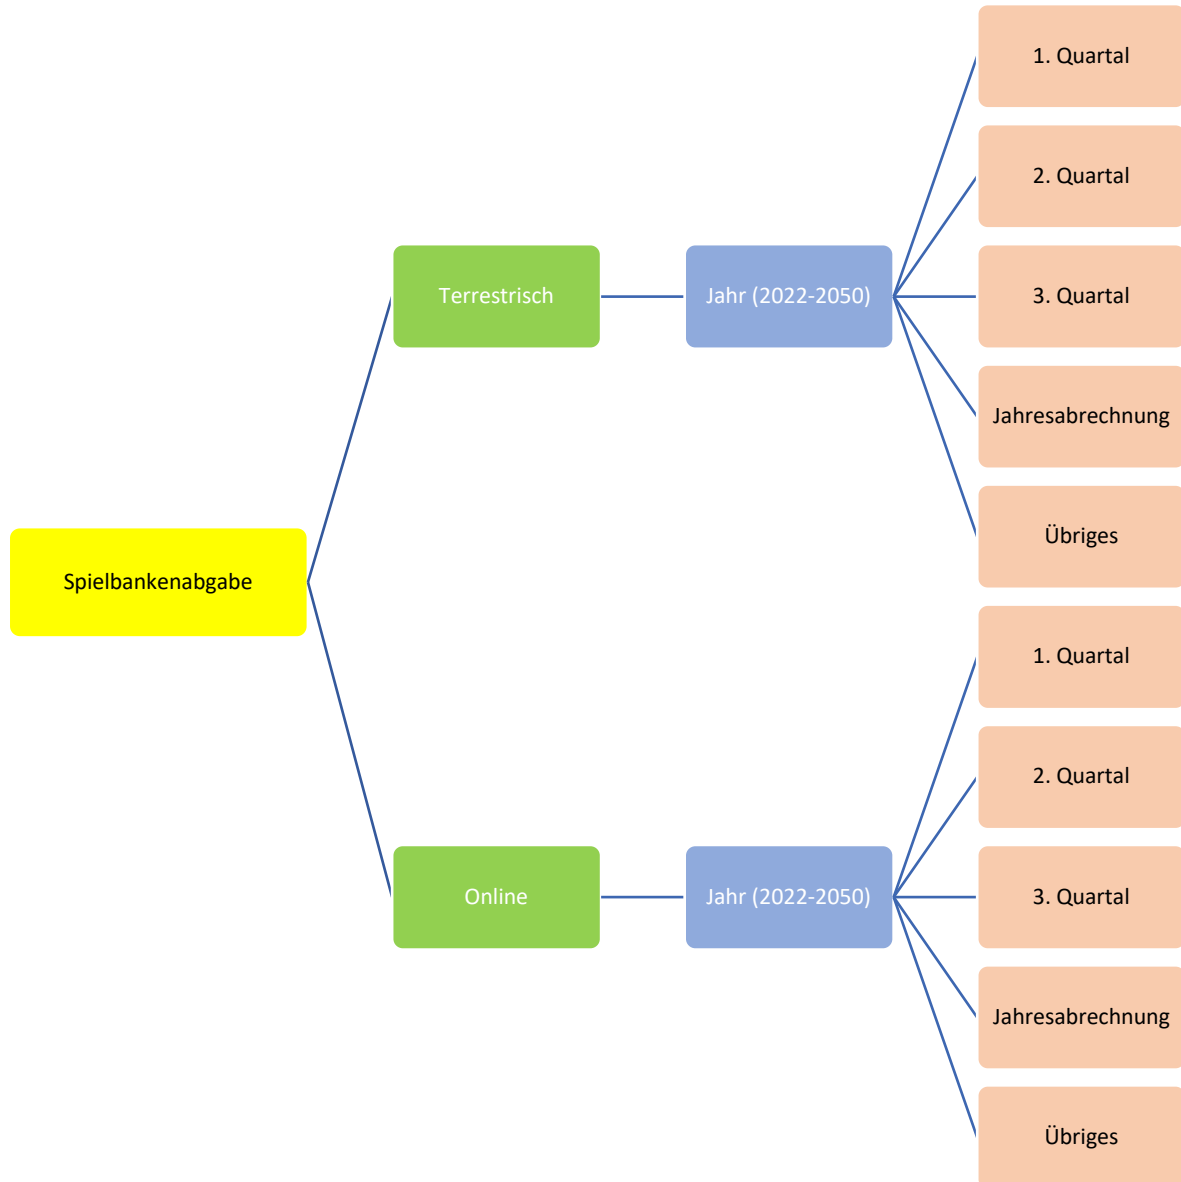 Spielbankenabgabe
Terrestrisch
Jahr (2022-2050)
1. Quartal
2. Quartal
3. Quartal
Jahresabrechnung
Übriges
Online
Jahr (2022-2050)
1. Quartal
2. Quartal
3. Quartal
Jahresabrechnung
Übriges